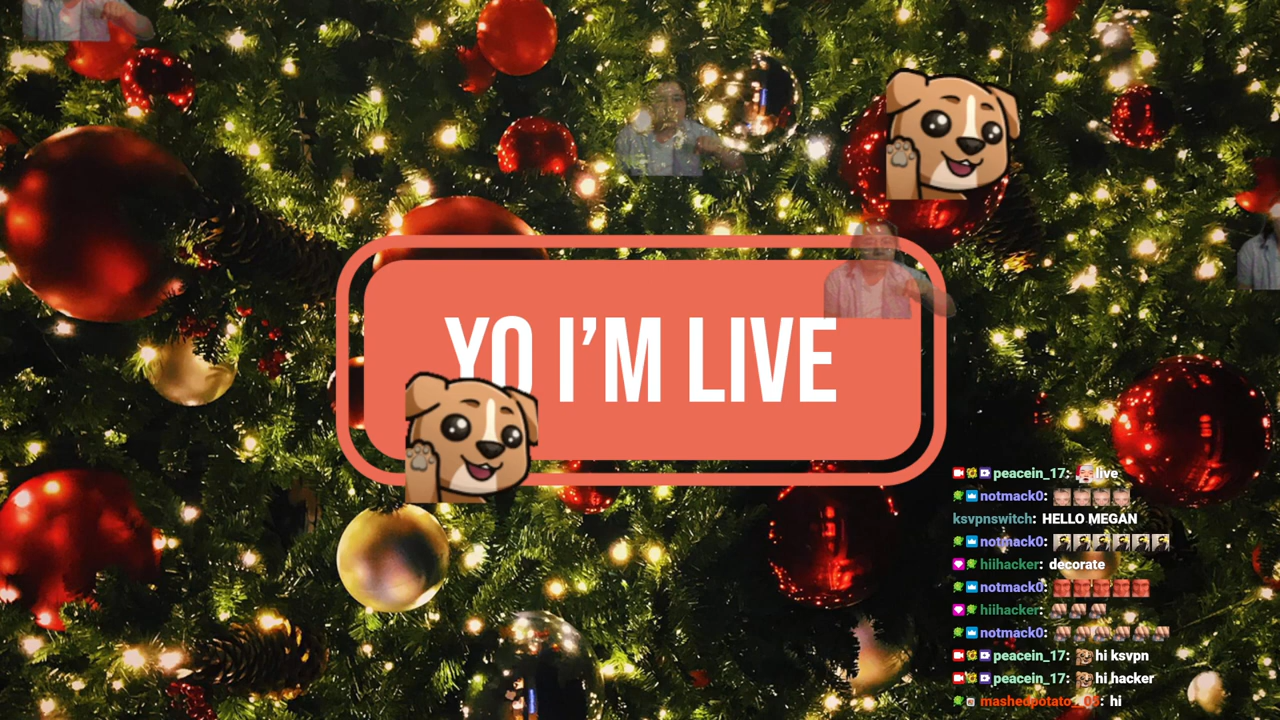 YO I’M LIVE
peacein_17: live
notmack0:
ksvpnswitch: HELLO MEGAN
notmack0:
hiihacker: decorate
notmack0:
hiihacker:
notmack0:
peacein_17: hi ksvpn
peacein_17: hi hacker
mashedpotato_03: hi